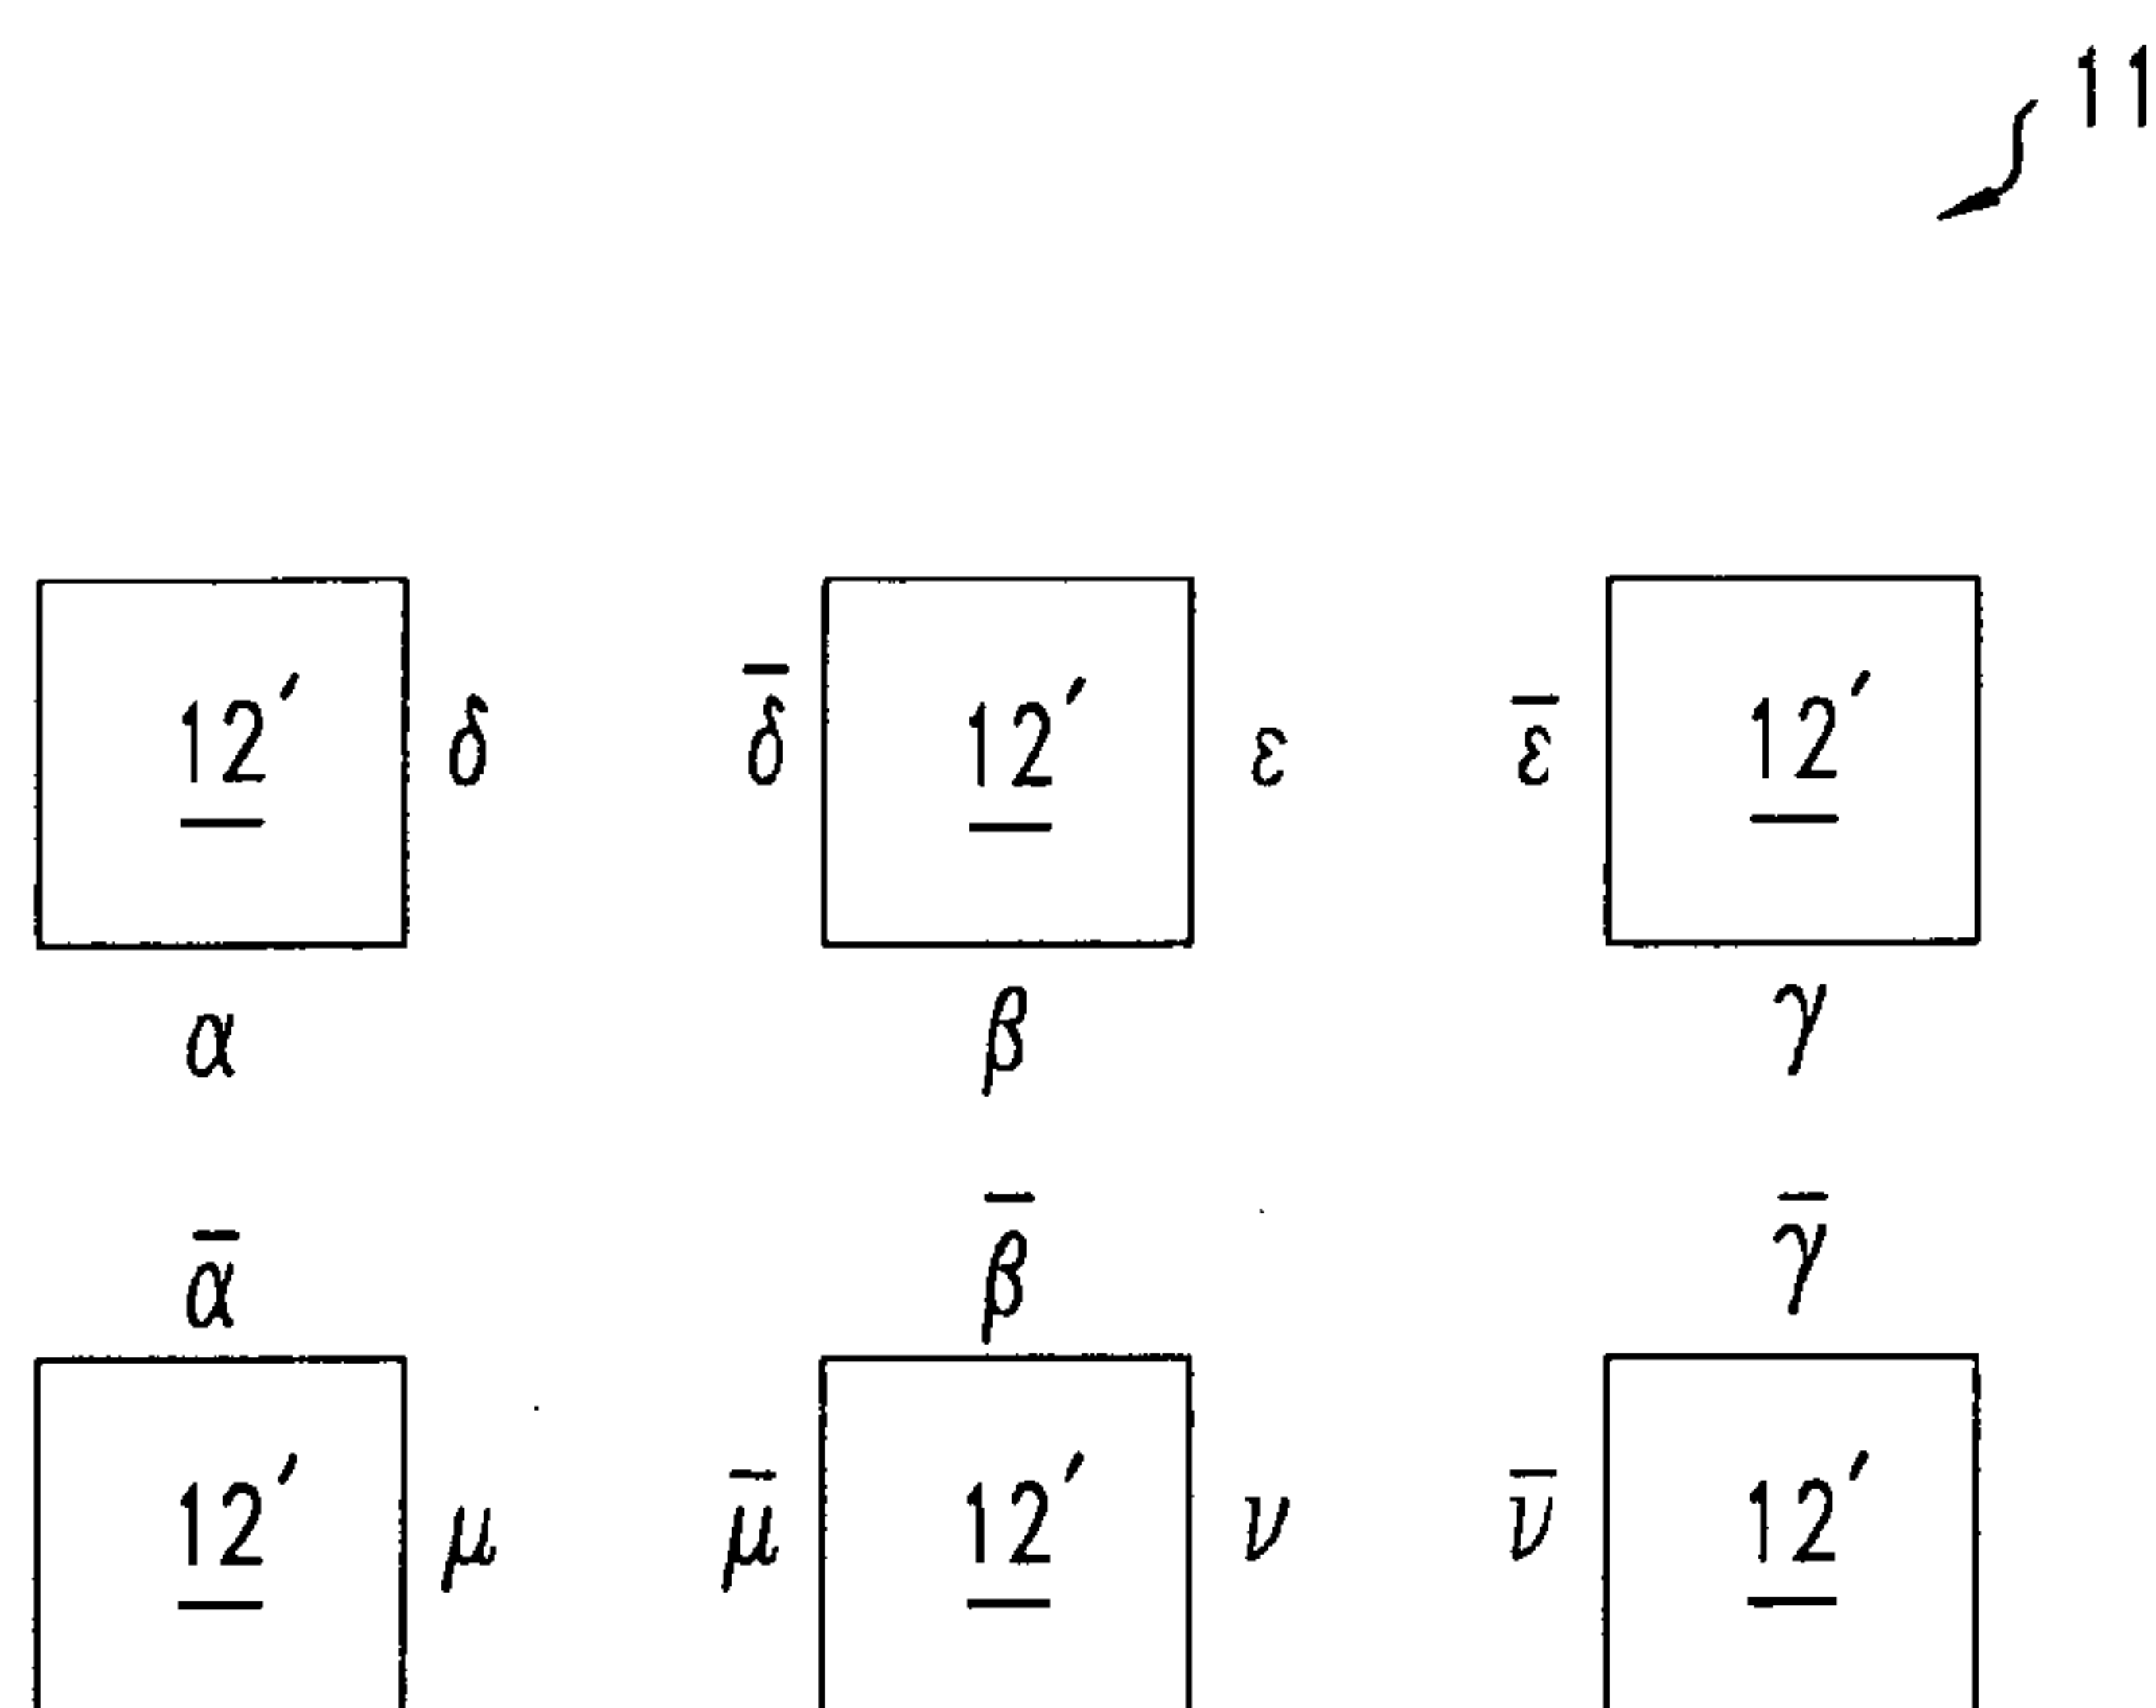 11
12′ δ δ̅ 12′ ε ε̅ 12′
α β γ
α̅ β̅ γ̅
12′ μ μ̅ 12′ ν ν̅ 12′